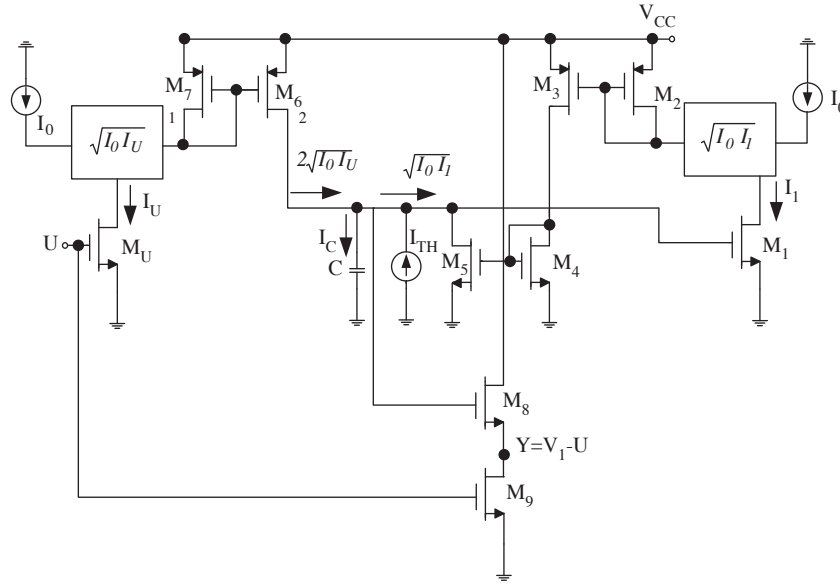 V_CC
M_7
M_6
M_3
M_2
1
2
I_0
I_0
√(I_0 I_U)
√(I_0 I_1)
2√(I_0 I_U)
√(I_0 I_1)
I_U
I_1
U
M_U
I_C
C
I_TH
M_5
M_4
M_1
M_8
Y=V_1-U
M_9